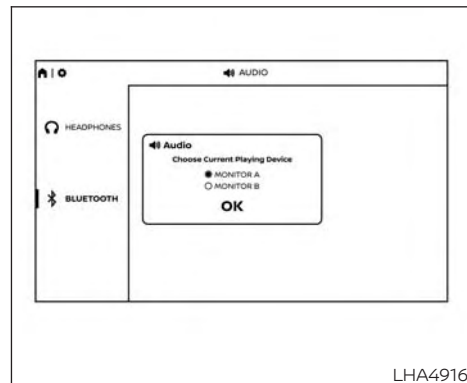 AUDIO
HEADPHONES
Audio
Choose Current Playing Device
MONITOR A
MONITOR B
OK
BLUETOOTH
LHA4916